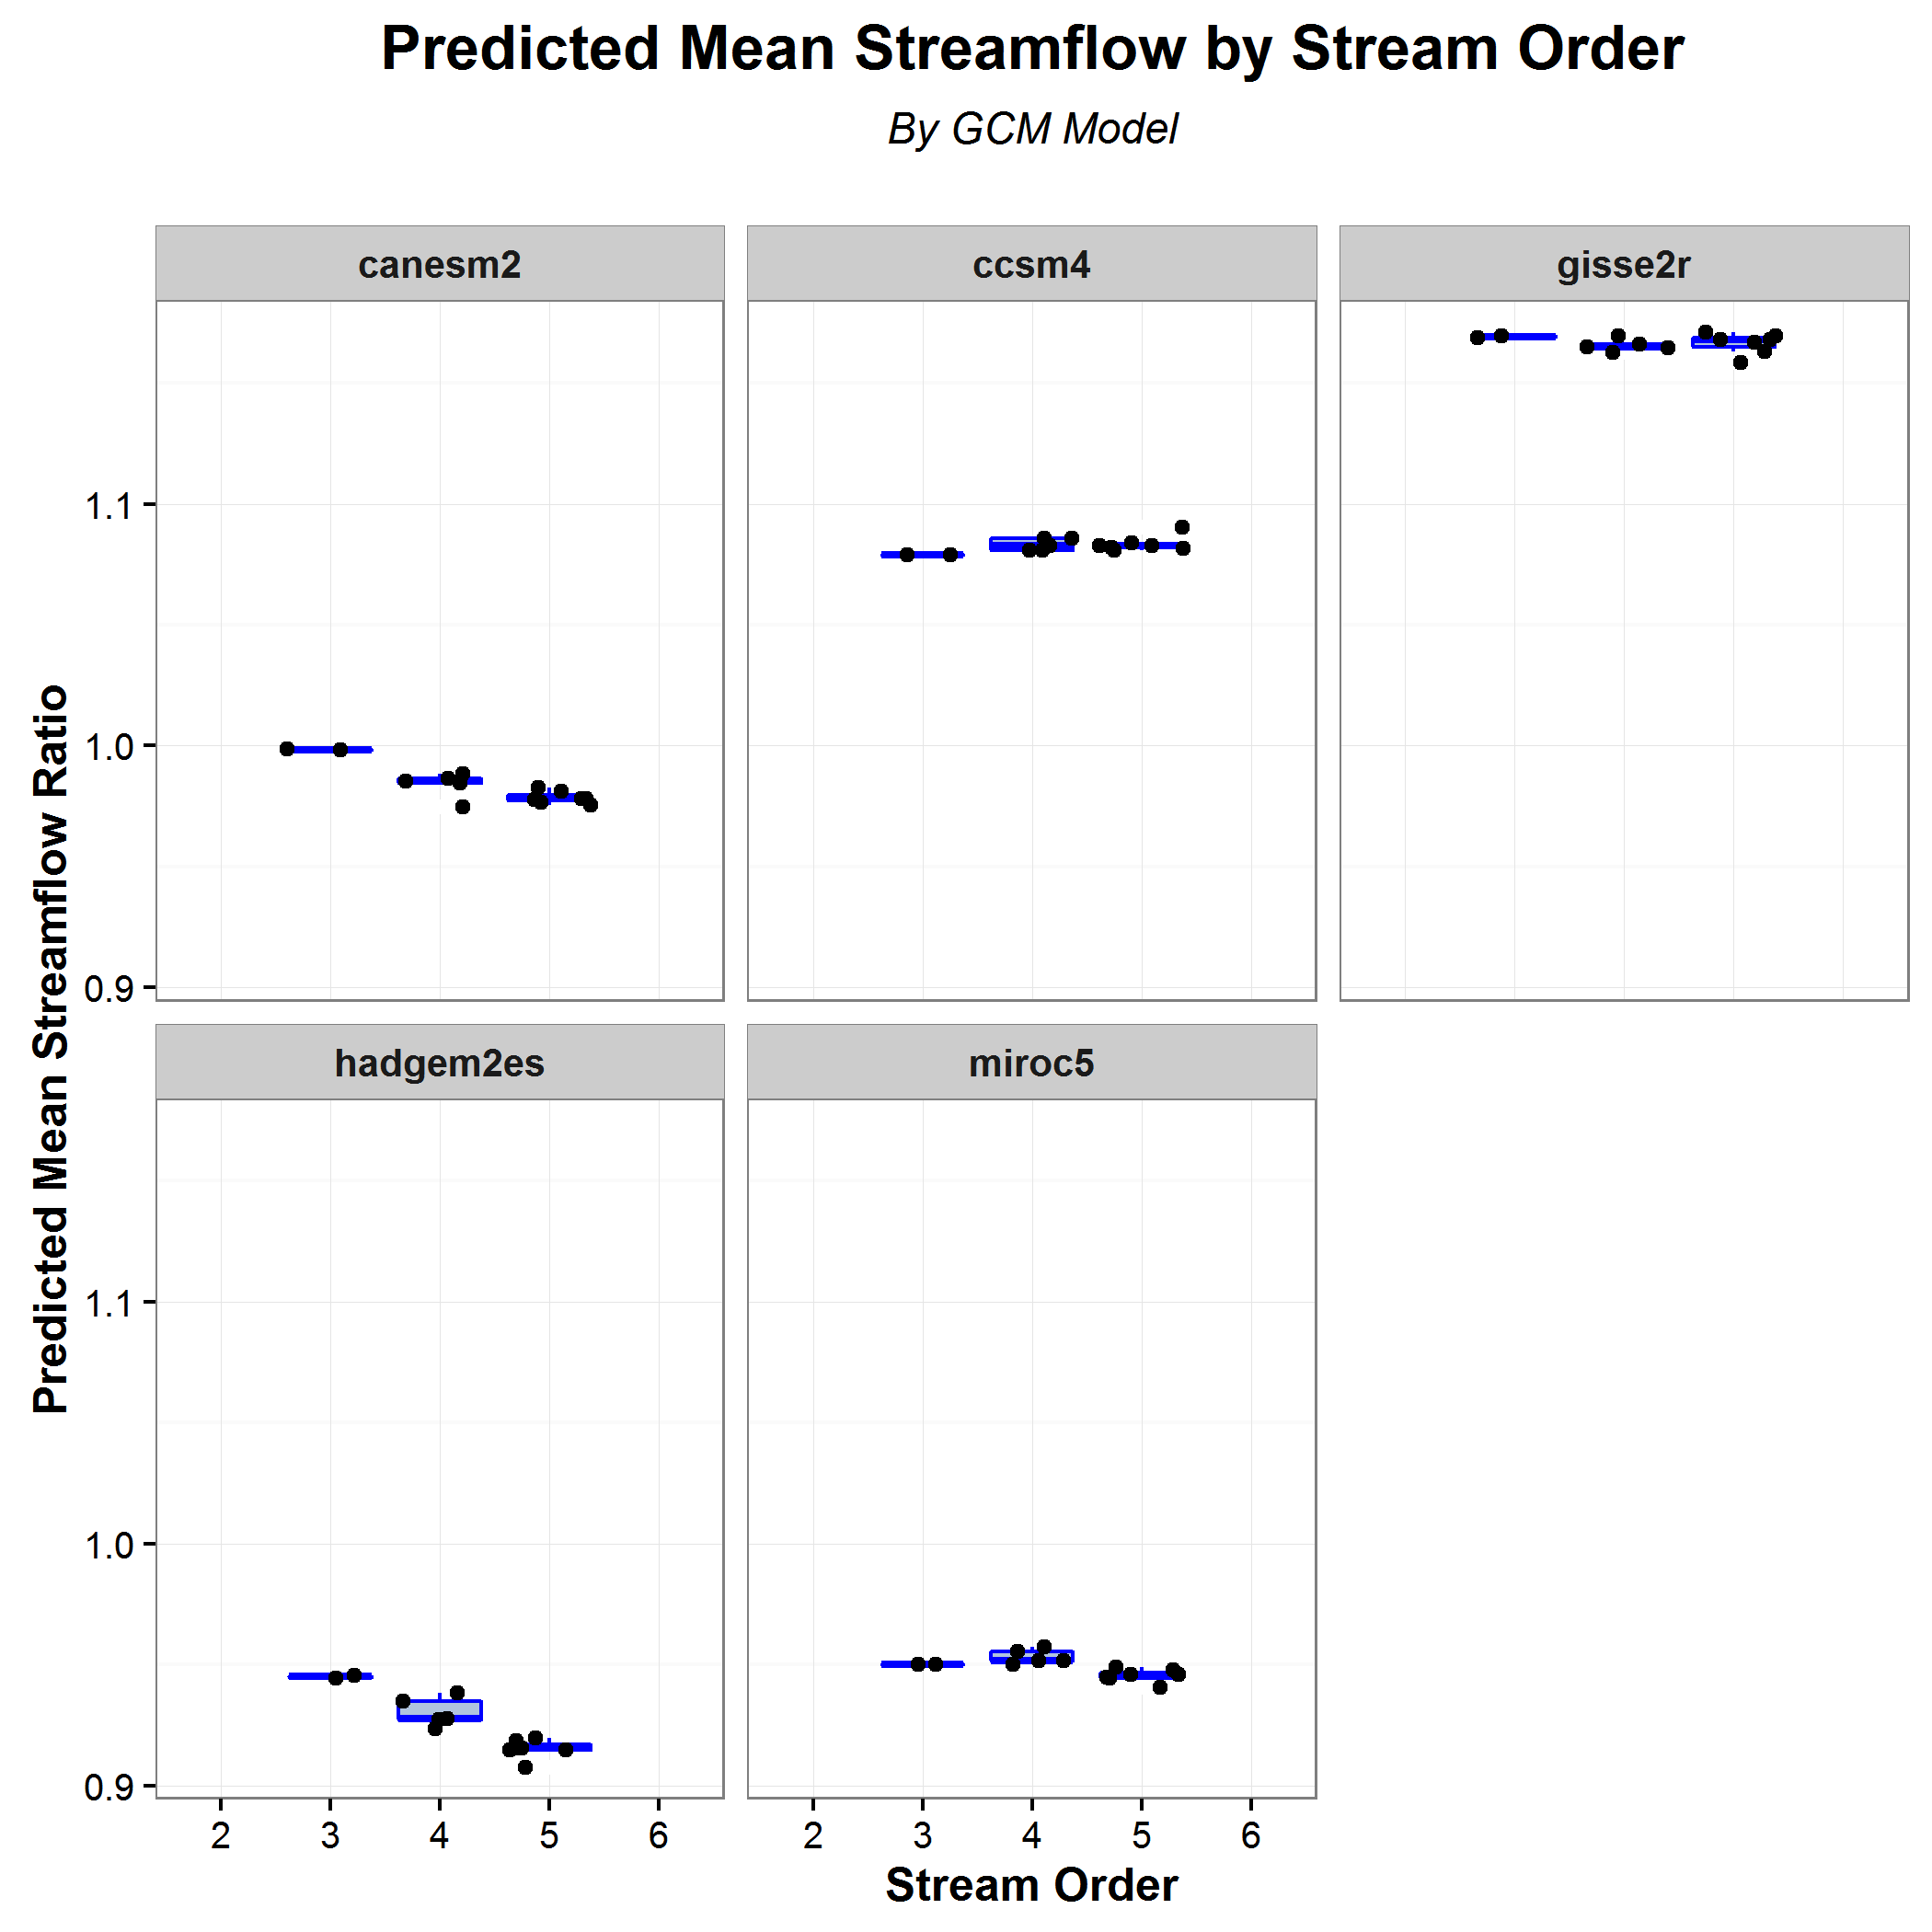 Predicted Mean Streamflow by Stream Order
By GCM Model
canesm2
ccsm4
gisse2r
1.1
1.0
0.9
Predicted Mean Streamflow Ratio
hadgem2es
miroc5
1.1
1.0
0.9
2 3 4 5 6
2 3 4 5 6
Stream Order